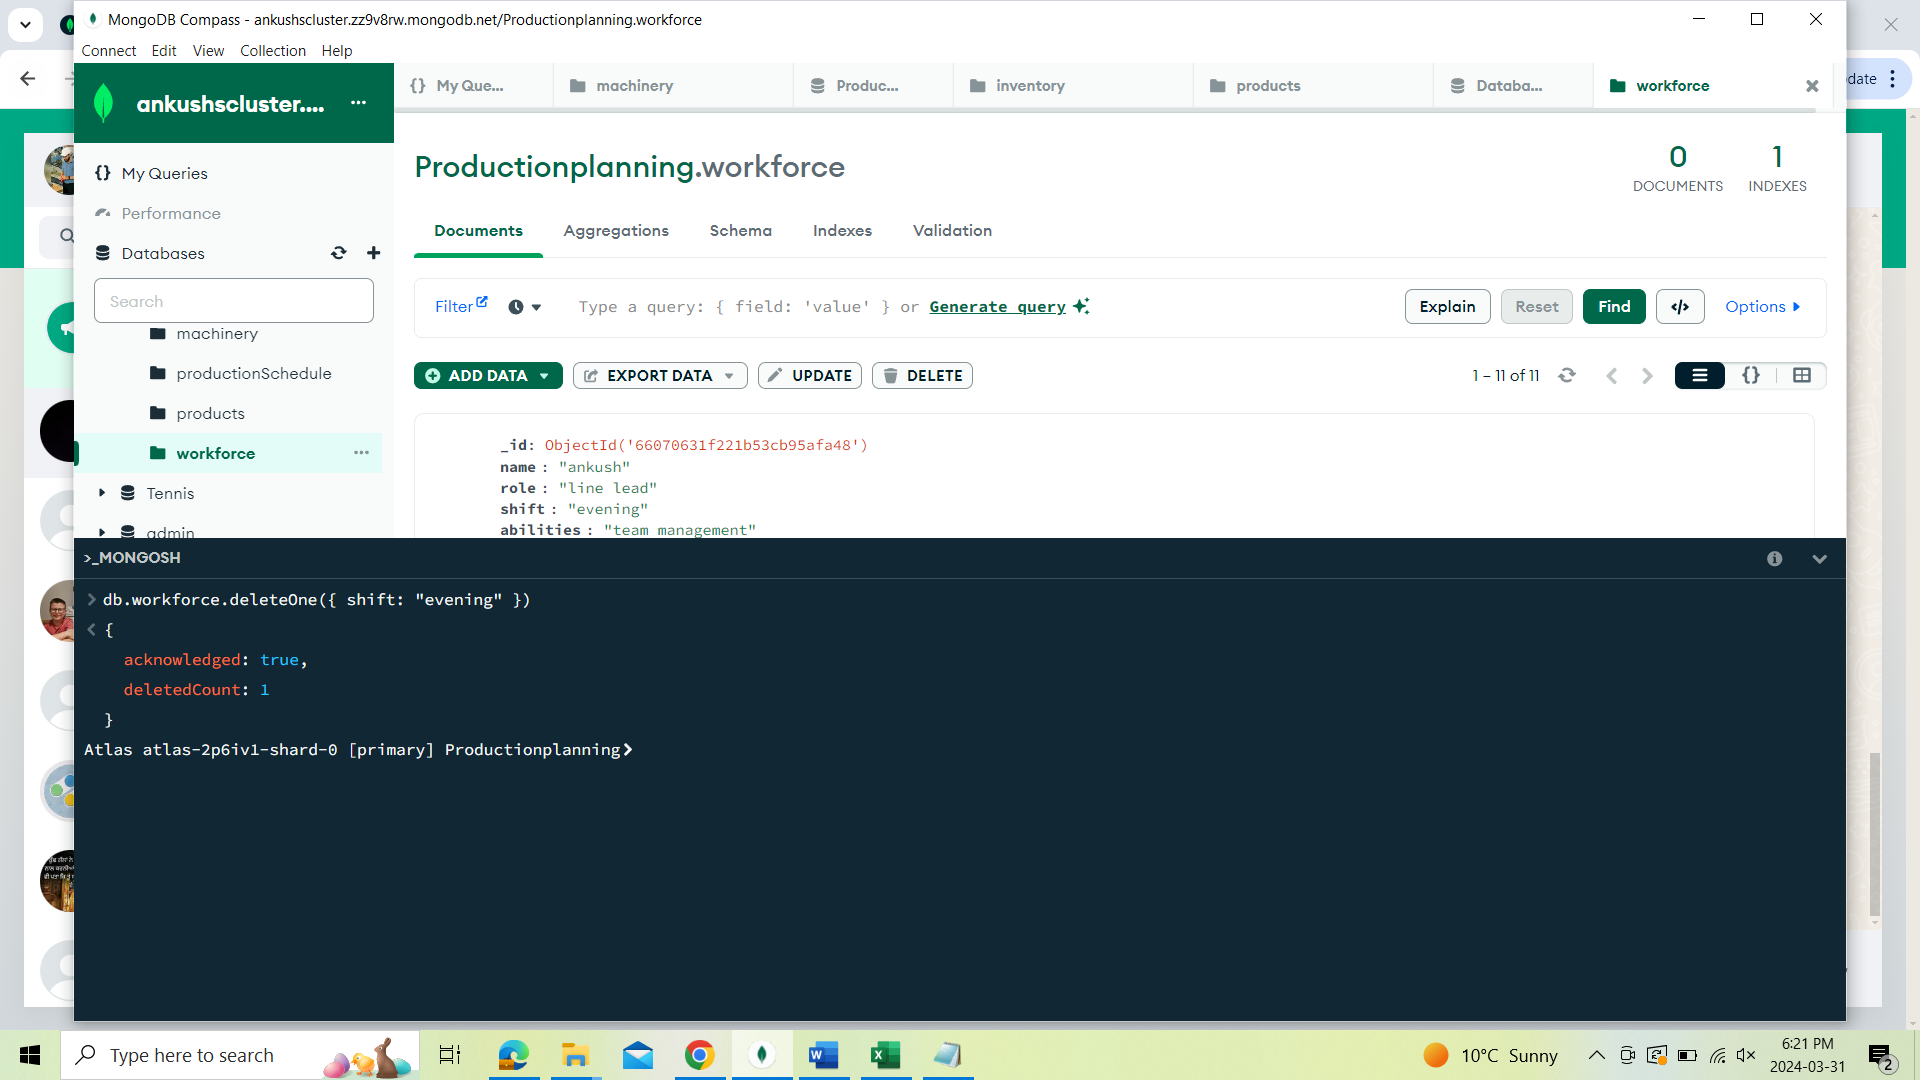 MongoDB Compass - ankushscluster.zz9v8rw.mongodb.net/Productionplanning.workforce
Connect Edit View Collection Help
date
ankushscluster....
{} My Que...
machinery
Produc...
inventory
products
Databa...
workforce
{} My Queries
Performance
Databases
Search
machinery
productionSchedule
products
workforce
Tennis
admin
Productionplanning.workforce
0
DOCUMENTS
1
INDEXES
Documents Aggregations Schema Indexes Validation
Filter Type a query: { field: 'value' } or Generate query Explain Reset Find </> Options
ADD DATA EXPORT DATA UPDATE DELETE 1 – 11 of 11 {}
_id: ObjectId('66070631f221b53cb95afa48')
name : "ankush"
role : "line lead"
shift : "evening"
abilities : "team management"
>_MONGOSH
> db.workforce.deleteOne({ shift: "evening" })
< {
acknowledged: true,
deletedCount: 1
}
Atlas atlas-2p6iv1-shard-0 [primary] Productionplanning>
Type here to search
10°C Sunny
6:21 PM
2024-03-31
2